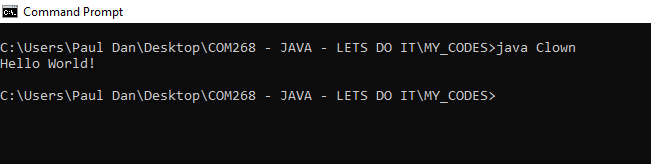 Command Prompt
C:\Users\Paul Dan\Desktop\COM268 - JAVA - LETS DO IT\MY_CODES>java Clown
Hello World!
C:\Users\Paul Dan\Desktop\COM268 - JAVA - LETS DO IT\MY_CODES>